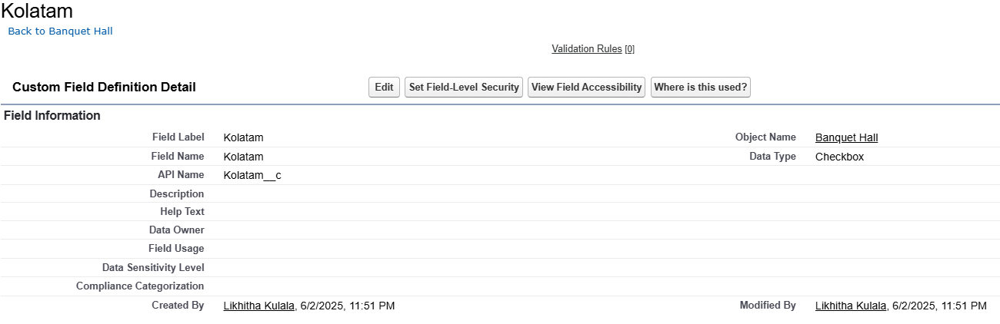 Kolatam
Back to Banquet Hall
Validation Rules [0]
Custom Field Definition Detail Edit Set Field-Level Security View Field Accessibility Where is this used?
Field Information
Field Label Kolatam Object Name Banquet Hall
Field Name Kolatam Data Type Checkbox
API Name Kolatam__c
Description
Help Text
Data Owner
Field Usage
Data Sensitivity Level
Compliance Categorization
Created By Likhitha Kulala, 6/2/2025, 11:51 PM Modified By Likhitha Kulala, 6/2/2025, 11:51 PM